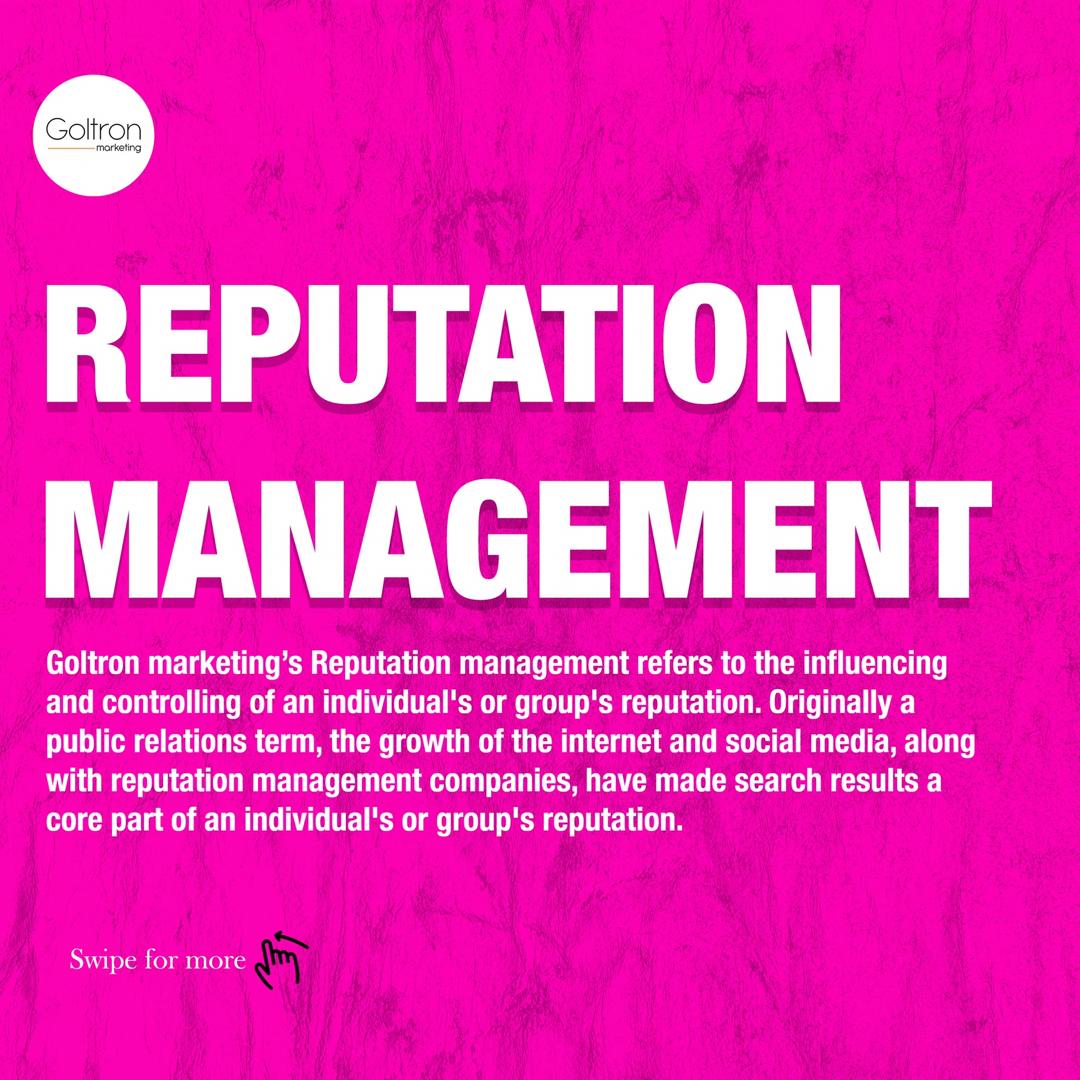 Goltron
marketing
REPUTATION
MANAGEMENT
Goltron marketing’s Reputation management refers to the influencing
and controlling of an individual's or group's reputation. Originally a
public relations term, the growth of the internet and social media, along
with reputation management companies, have made search results a
core part of an individual's or group's reputation.
Swipe for more